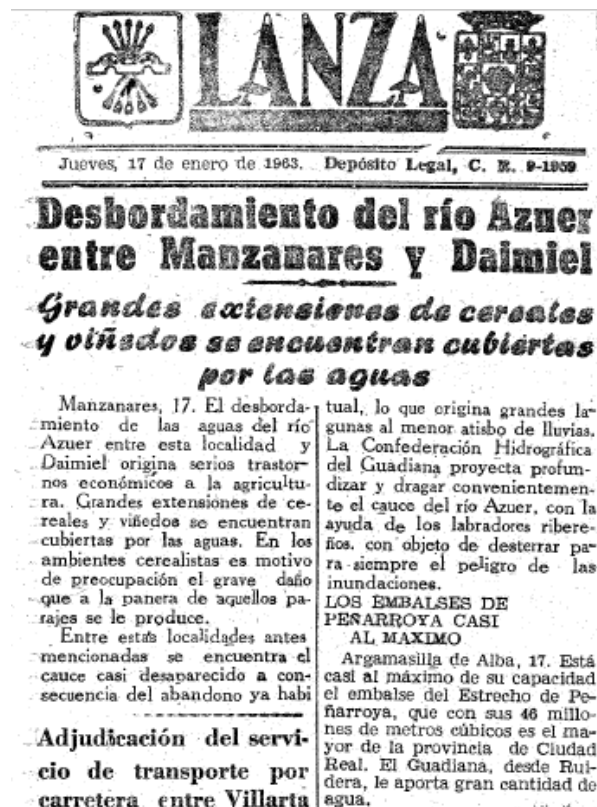 LANZA
Jueves, 17 de enero de 1963. Depósito Legal, C. R. 9-1959
Desbordamiento del río Azuer
entre Manzanares y Daimiel
Grandes extensiones de cereales
y viñedos se encuentran cubiertas
por las aguas
Manzanares, 17. El desborda-
miento de las aguas del río
Azuer entre esta localidad y
Daimiel origina serios trastor-
nos económicos a la agricultu-
ra. Grandes extensiones de ce-
reales y viñedos se encuentran
cubiertas por las aguas. En los
ambientes cerealistas es motivo
de preocupación el grave daño
que a la panera de aquellos pa-
rajes se le produce.
Entre estas localidades antes
mencionadas se encuentra el
cauce casi desaparecido a con-
secuencia del abandono ya habi
Adjudicación del servi-
cio de transporte por
carretera entre Villarta
tual, lo que origina grandes la-
gunas al menor atisbo de lluvias.
La Confederación Hidrográfica
del Guadiana proyecta profun-
dizar y dragar convenientemen-
te el cauce del río Azuer, con la
ayuda de los labradores ribere-
ños, con objeto de desterrar pa-
ra siempre el peligro de las
inundaciones.
LOS EMBALSES DE
PEÑARROYA CASI
AL MAXIMO
Argamasilla de Alba, 17. Está
casi al máximo de su capacidad
el embalse del Estrecho de Pe-
ñarroya, que con sus 46 millo-
nes de metros cúbicos es el ma-
yor de la provincia de Ciudad
Real. El Guadiana, desde Rui-
dera, le aporta gran cantidad de
agua.